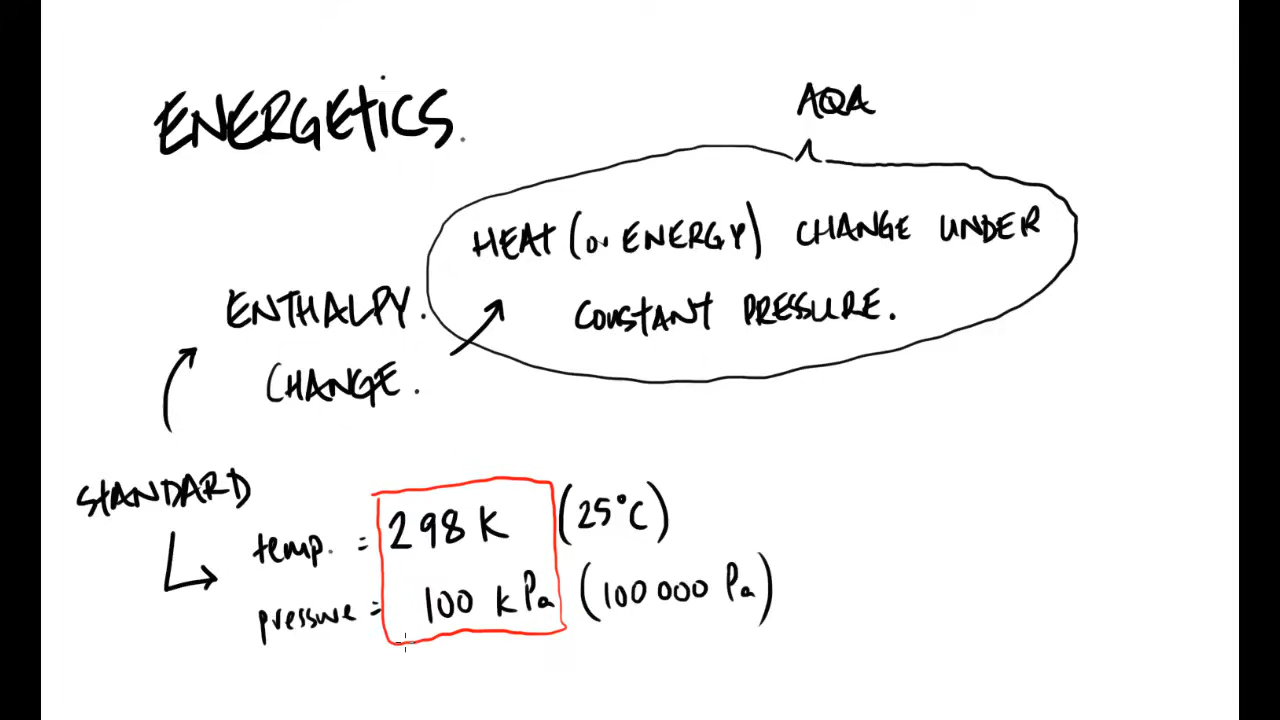 ENERGETICS.
AQA
HEAT (or ENERGY) CHANGE UNDER
CONSTANT PRESSURE.
ENTHALPY.
CHANGE.
STANDARD
temp. = 298 K (25°C)
pressure = 100 kPa (100 000 Pa)